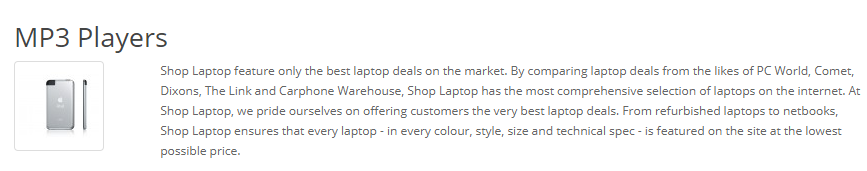 MP3 Players
Shop Laptop feature only the best laptop deals on the market. By comparing laptop deals from the likes of PC World, Comet,
Dixons, The Link and Carphone Warehouse, Shop Laptop has the most comprehensive selection of laptops on the internet. At
Shop Laptop, we pride ourselves on offering customers the very best laptop deals. From refurbished laptops to netbooks,
Shop Laptop ensures that every laptop - in every colour, style, size and technical spec - is featured on the site at the lowest
possible price.